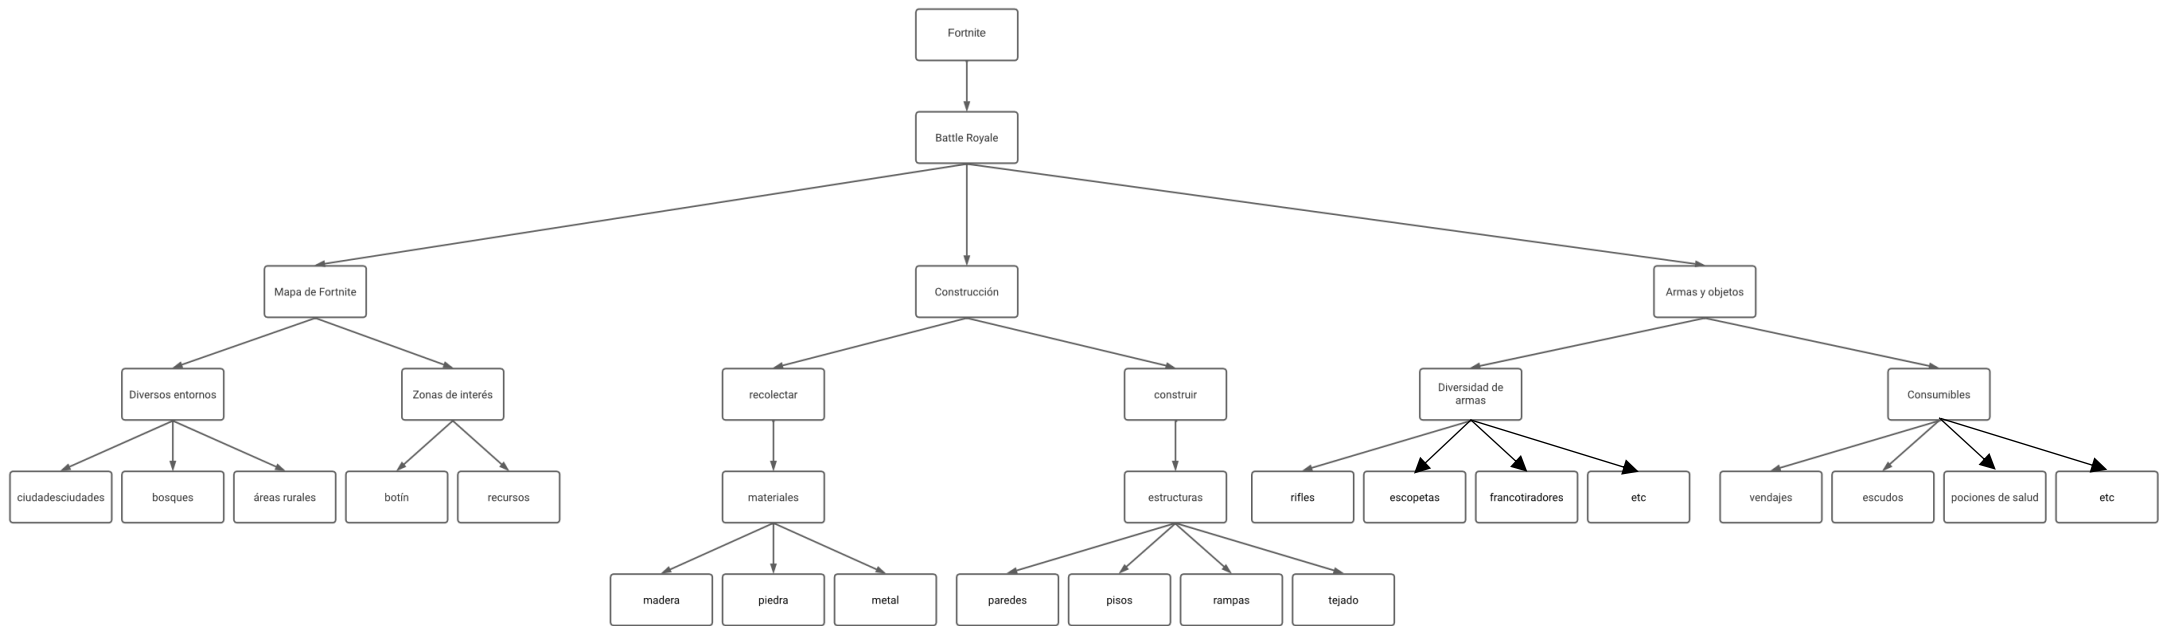 Fortnite
Battle Royale
Mapa de Fortnite
Construcción
Armas y objetos
Diversos entornos
Zonas de interés
recolectar
construir
Diversidad de
armas
Consumibles
ciudadesciudades
bosques
áreas rurales
botín
recursos
materiales
estructuras
rifles
escopetas
francotiradores
etc
vendajes
escudos
pociones de salud
etc
madera
piedra
metal
paredes
pisos
rampas
tejado